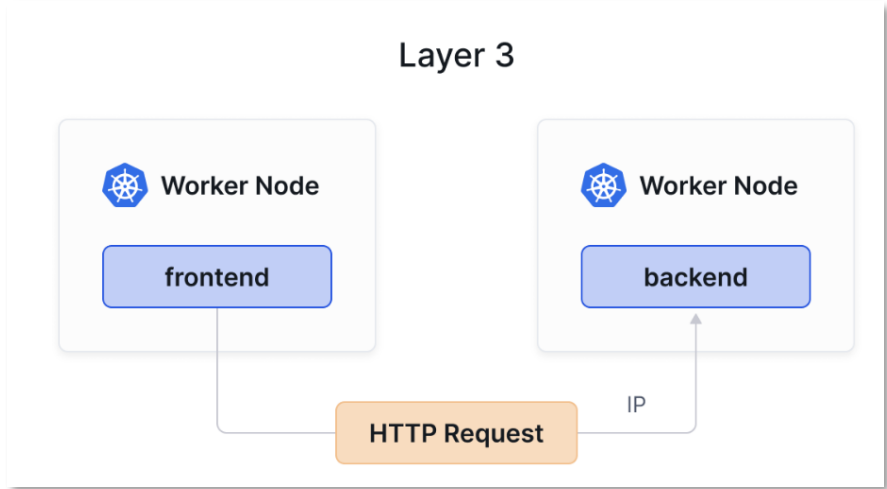 Layer 3
Worker Node
frontend
Worker Node
backend
HTTP Request
IP